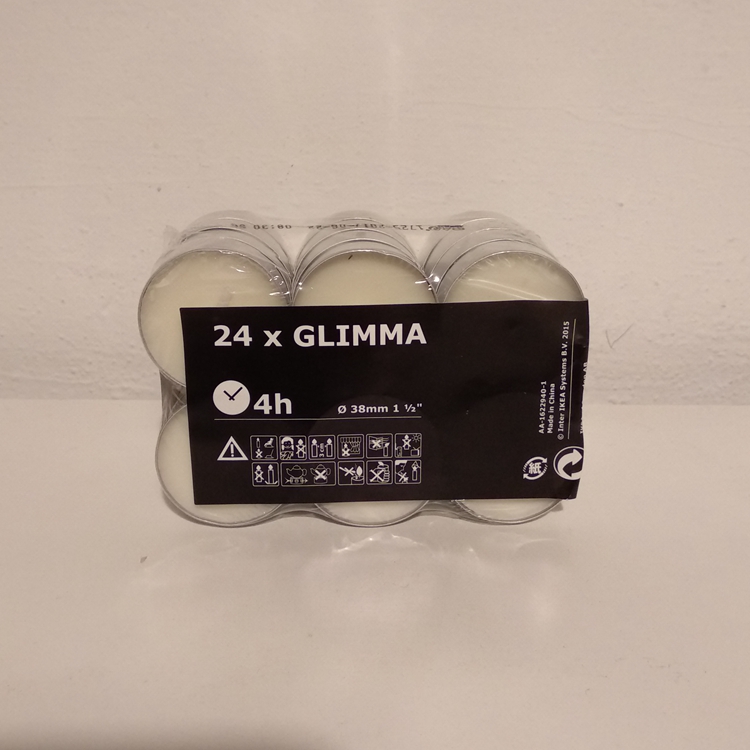 24 x GLIMMA
4h
Ø 38mm 1 ½"
AA-1622940-1
Made in China
© Inter IKEA Systems B.V. 2015